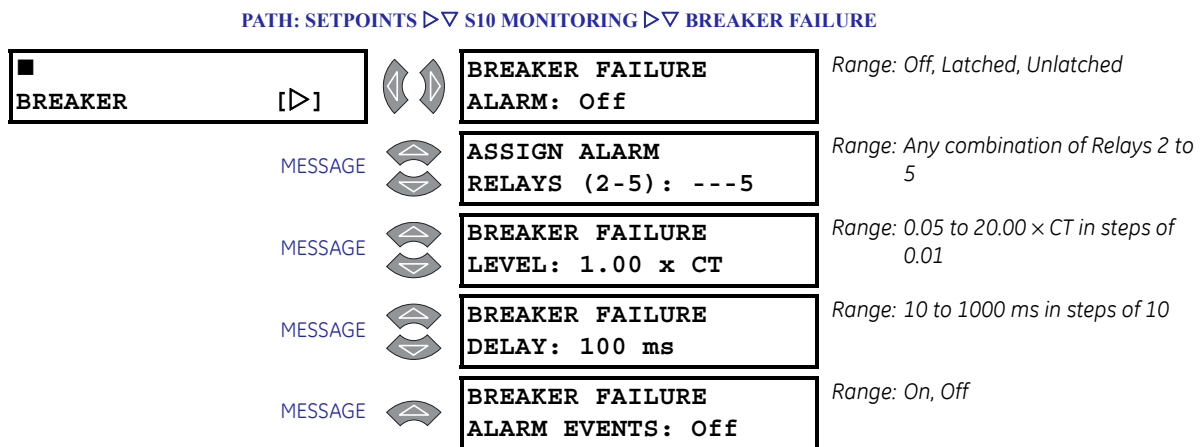 PATH: SETPOINTS ▷▽ S10 MONITORING ▷▽ BREAKER FAILURE
■
BREAKER [▷]
BREAKER FAILURE
ALARM: Off
Range: Off, Latched, Unlatched
MESSAGE
ASSIGN ALARM
RELAYS (2-5): ---5
Range: Any combination of Relays 2 to
5
MESSAGE
BREAKER FAILURE
LEVEL: 1.00 x CT
Range: 0.05 to 20.00 × CT in steps of
0.01
MESSAGE
BREAKER FAILURE
DELAY: 100 ms
Range: 10 to 1000 ms in steps of 10
MESSAGE
BREAKER FAILURE
ALARM EVENTS: Off
Range: On, Off